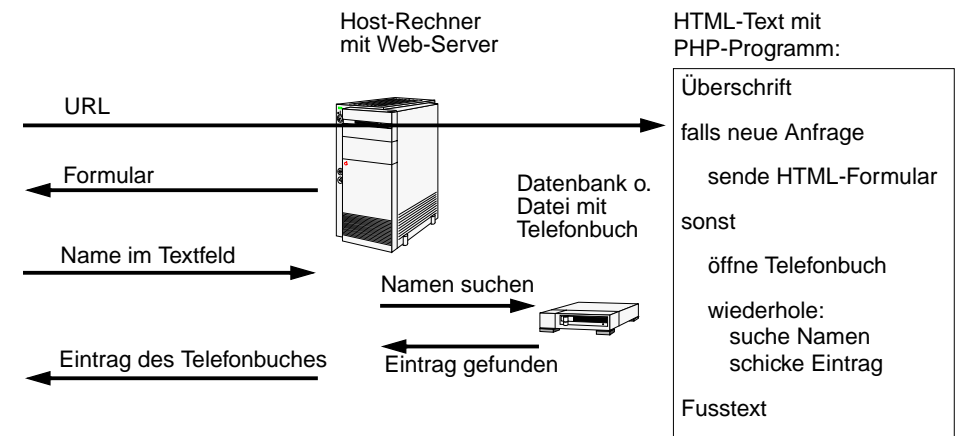 Host-Rechner
mit Web-Server
HTML-Text mit
PHP-Programm:
URL
Formular
Name im Textfeld
Eintrag des Telefonbuches
Datenbank o.
Datei mit
Telefonbuch
Namen suchen
Eintrag gefunden
Überschrift
falls neue Anfrage
sende HTML-Formular
sonst
öffne Telefonbuch
wiederhole:
suche Namen
schicke Eintrag
Fusstext